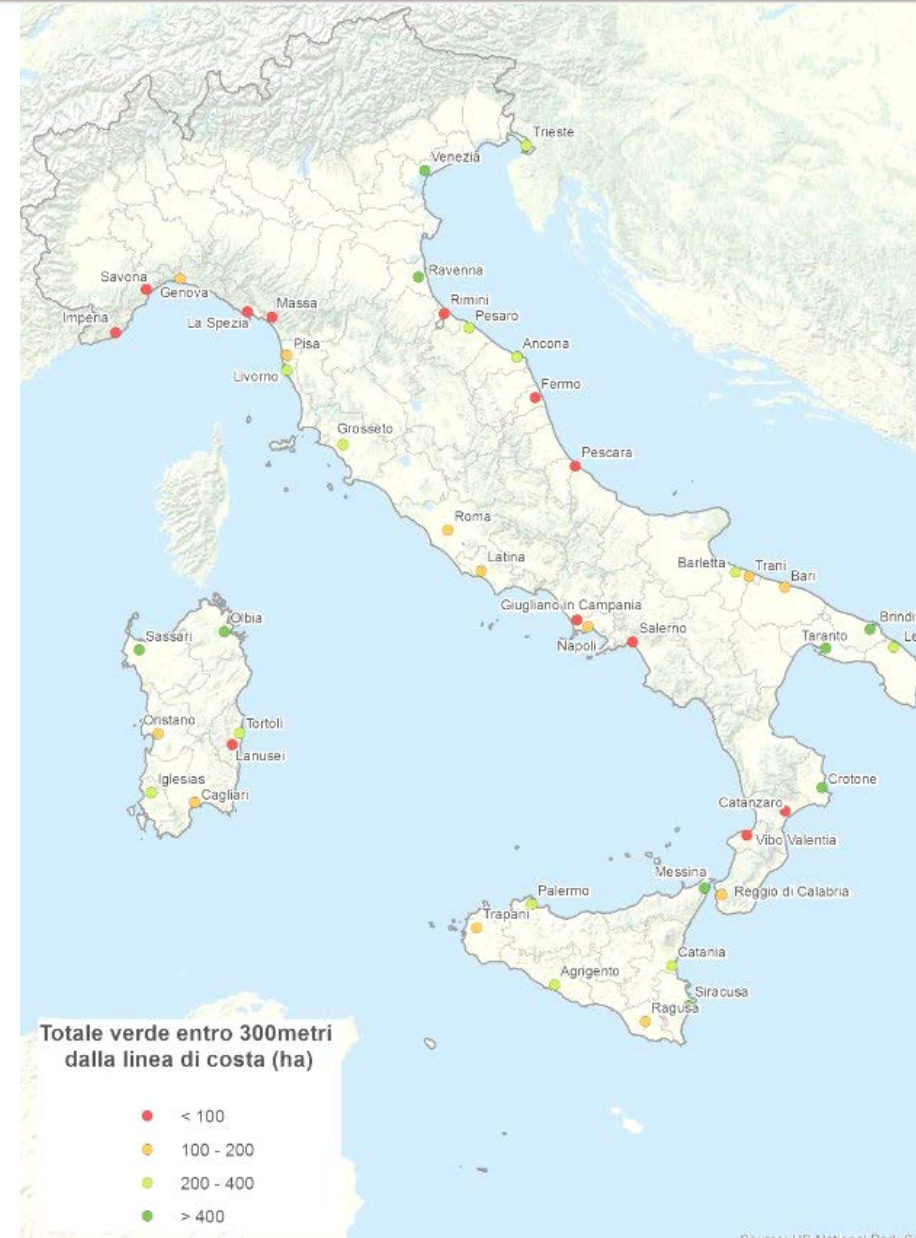 Trieste
Venezia
Ravenna
Savona
Genova
Rimini
Massa
Imperia
La Spezia
Pesaro
Pisa
Ancona
Livorno
Fermo
Grosseto
Pescara
Roma
Latina
Barletta
Trani
Bari
Giugliano in Campania
Olbia
Brindi
Sassari
Salerno
Taranto
Le
Napoli
Oristano
Tortolì
Lanusei
Iglesias
Crotone
Cagliari
Catanzaro
Vibo Valentia
Messina
Palermo
Reggio di Calabria
Trapani
Catania
Agrigento
Siracusa
Ragusa
Totale verde entro 300metri
dalla linea di costa (ha)
< 100
100 - 200
200 - 400
> 400